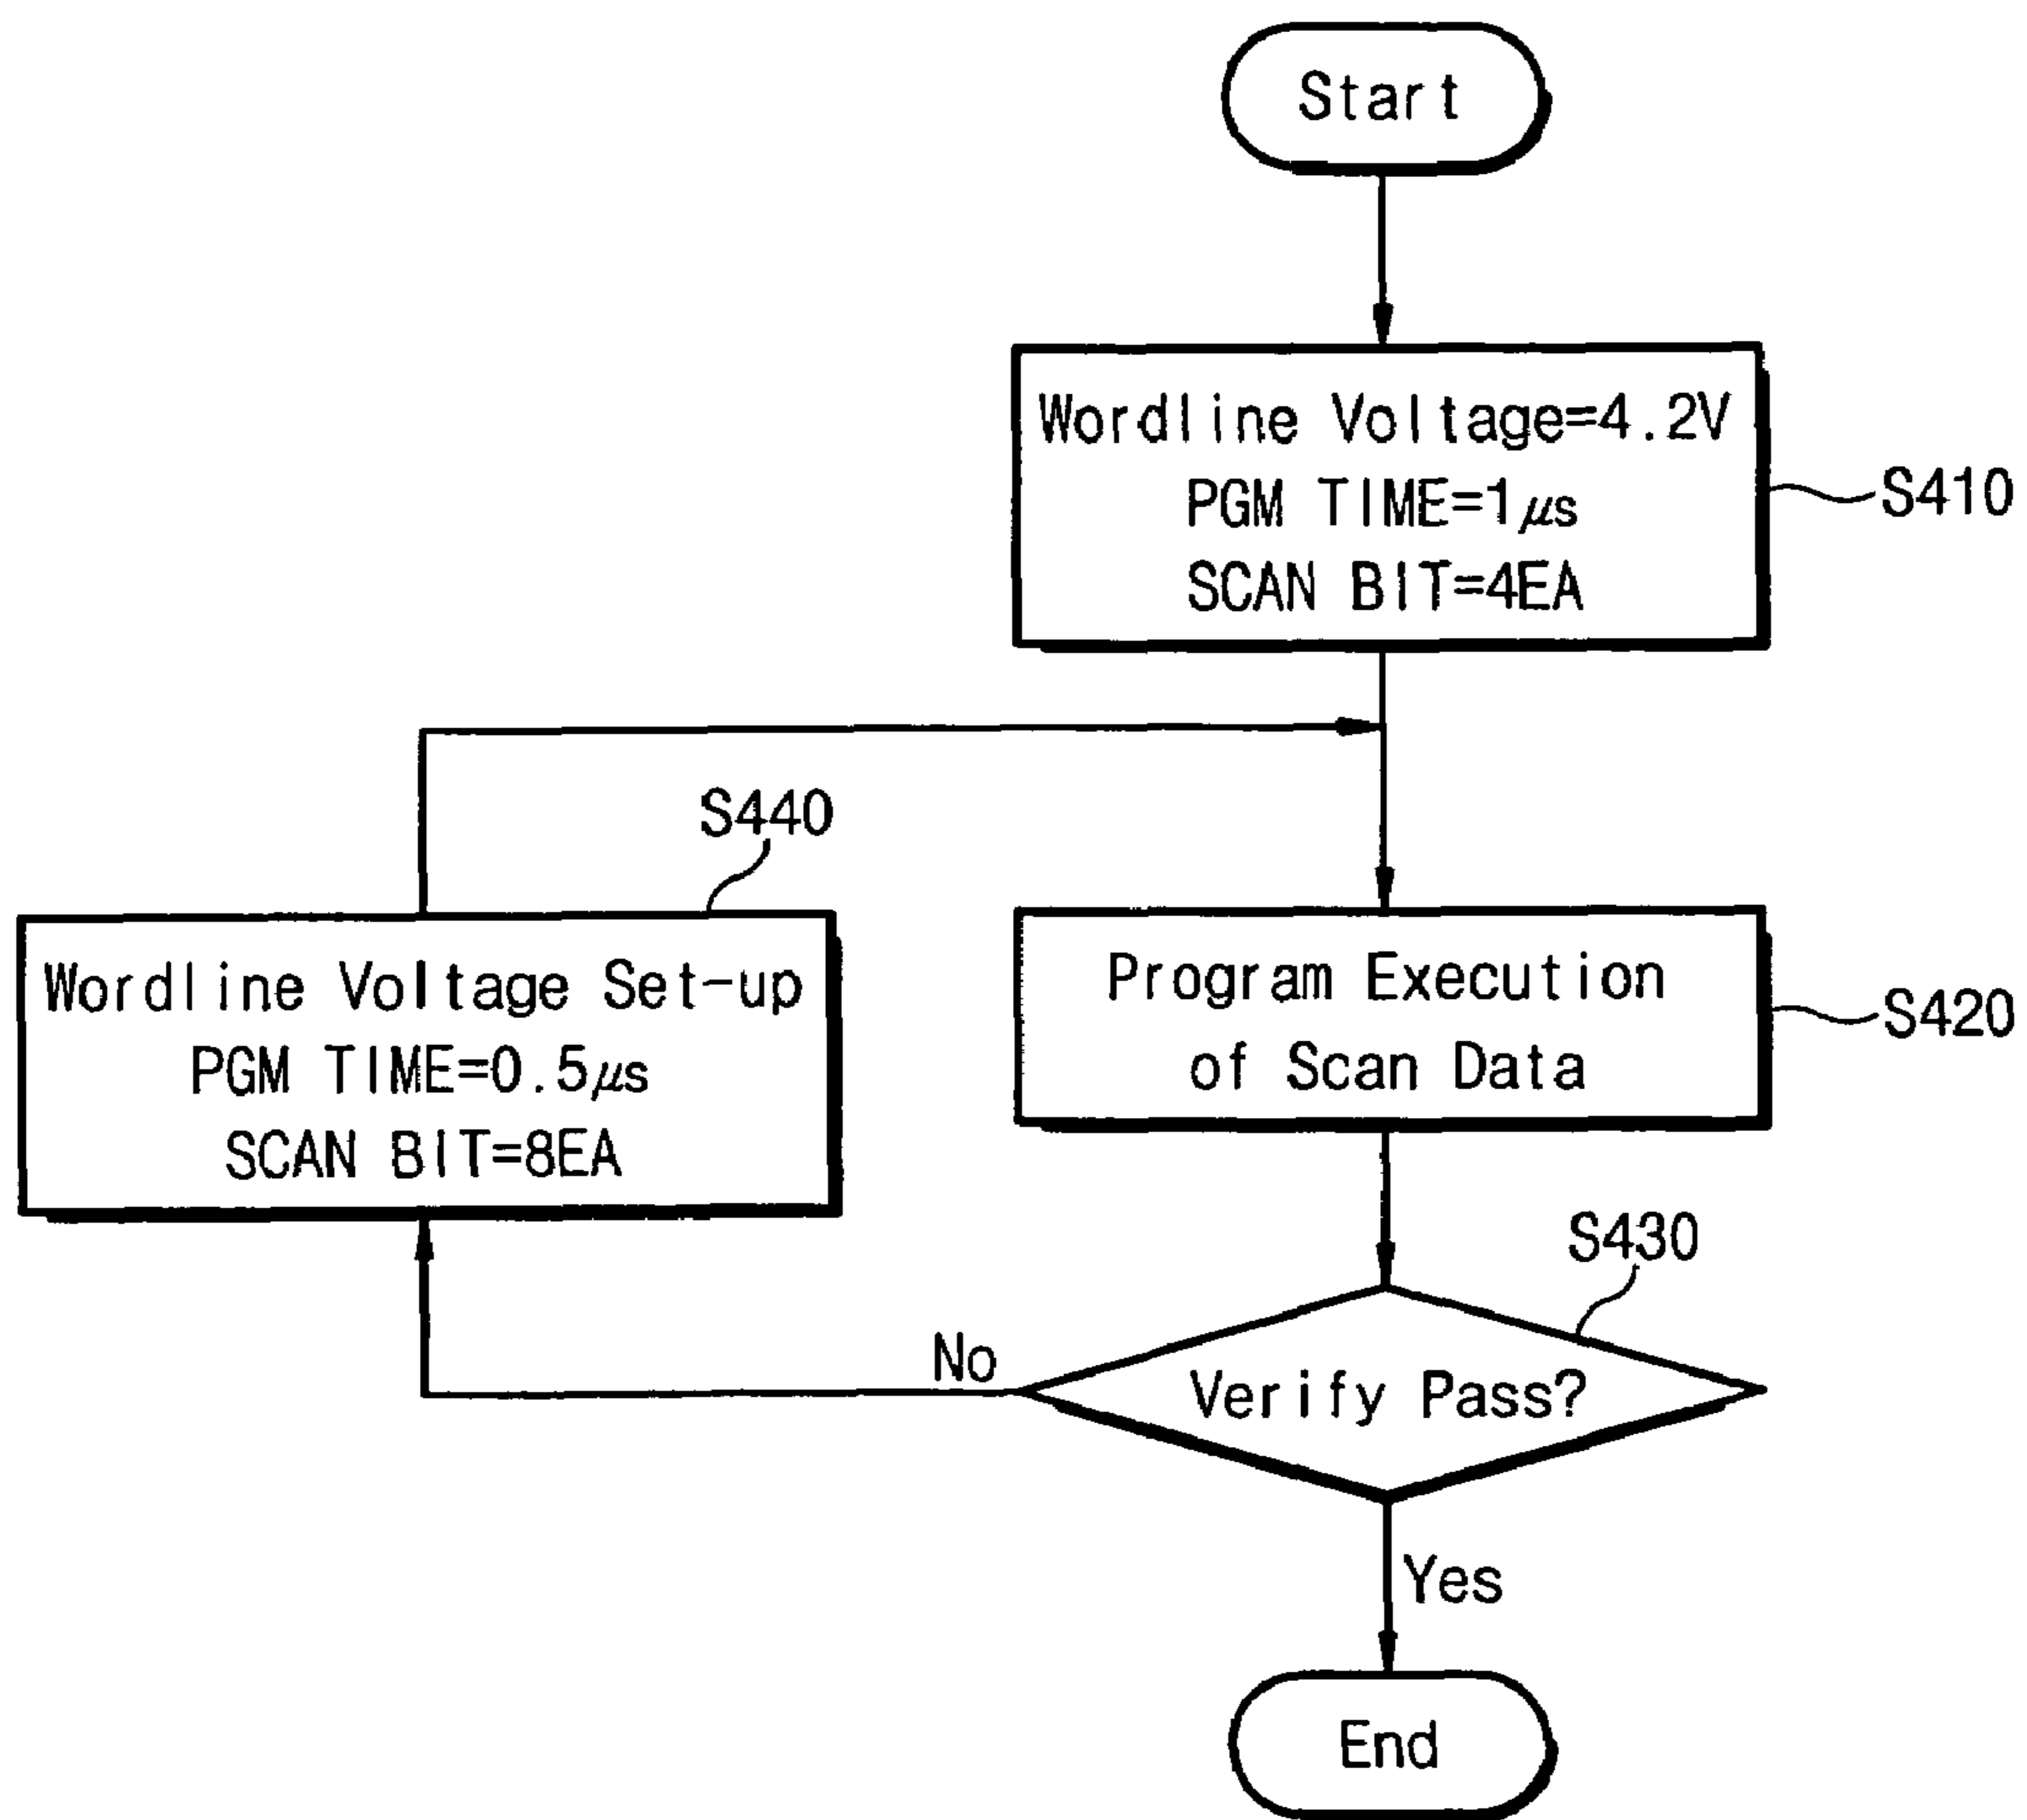 Start
Wordline Voltage=4.2V
PGM TIME=1μs
SCAN BIT=4EA
S410
S440
Wordline Voltage Set-up
PGM TIME=0.5μs
SCAN BIT=8EA
Program Execution
of Scan Data
S420
S430
No
Verify Pass?
Yes
End